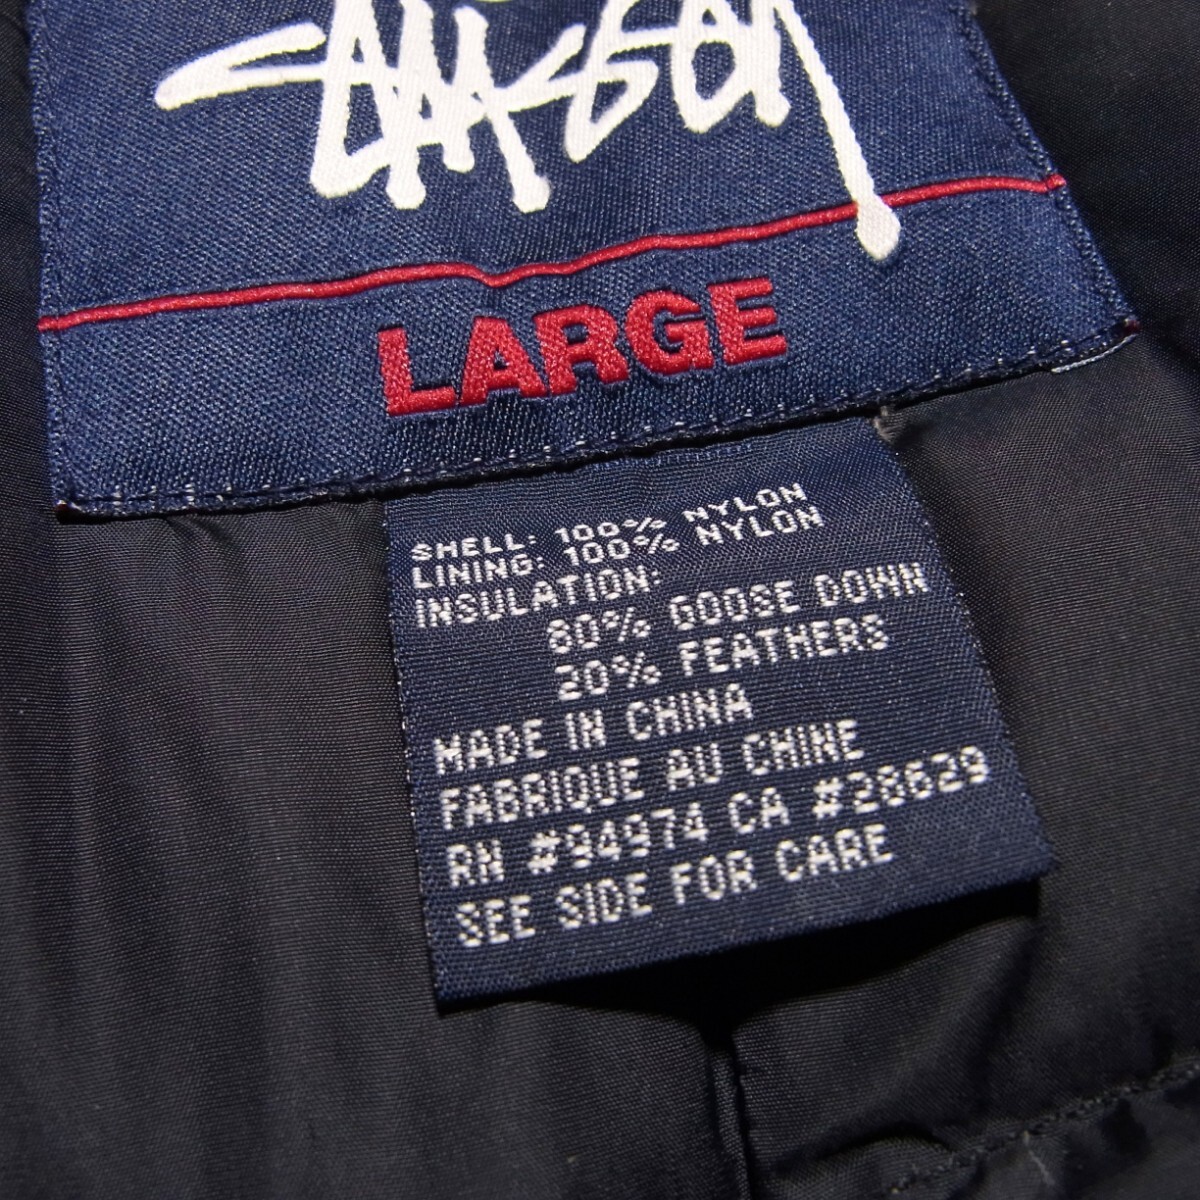 Stüssy
LARGE
SHELL: 100% NYLON
LINING: 100% NYLON
INSULATION:
80% GOOSE DOWN
20% FEATHERS
MADE IN CHINA
FABRIQUE AU CHINE
RN #94974 CA #28629
SEE SIDE FOR CARE